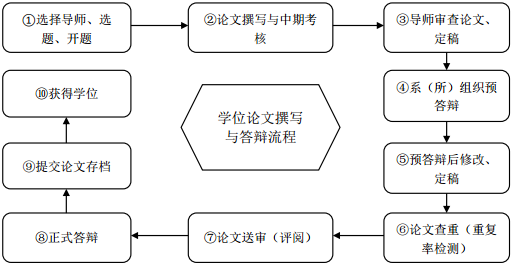 ①选择导师、选
题、开题
②论文撰写与中期考
核
③导师审查论文、
定稿
④系（所）组织预
答辩
⑤预答辩后修改、
定稿
⑥论文查重（重复
率检测）
⑦论文送审（评阅）
⑧正式答辩
⑨提交论文存档
⑩获得学位
学位论文撰写
与答辩流程